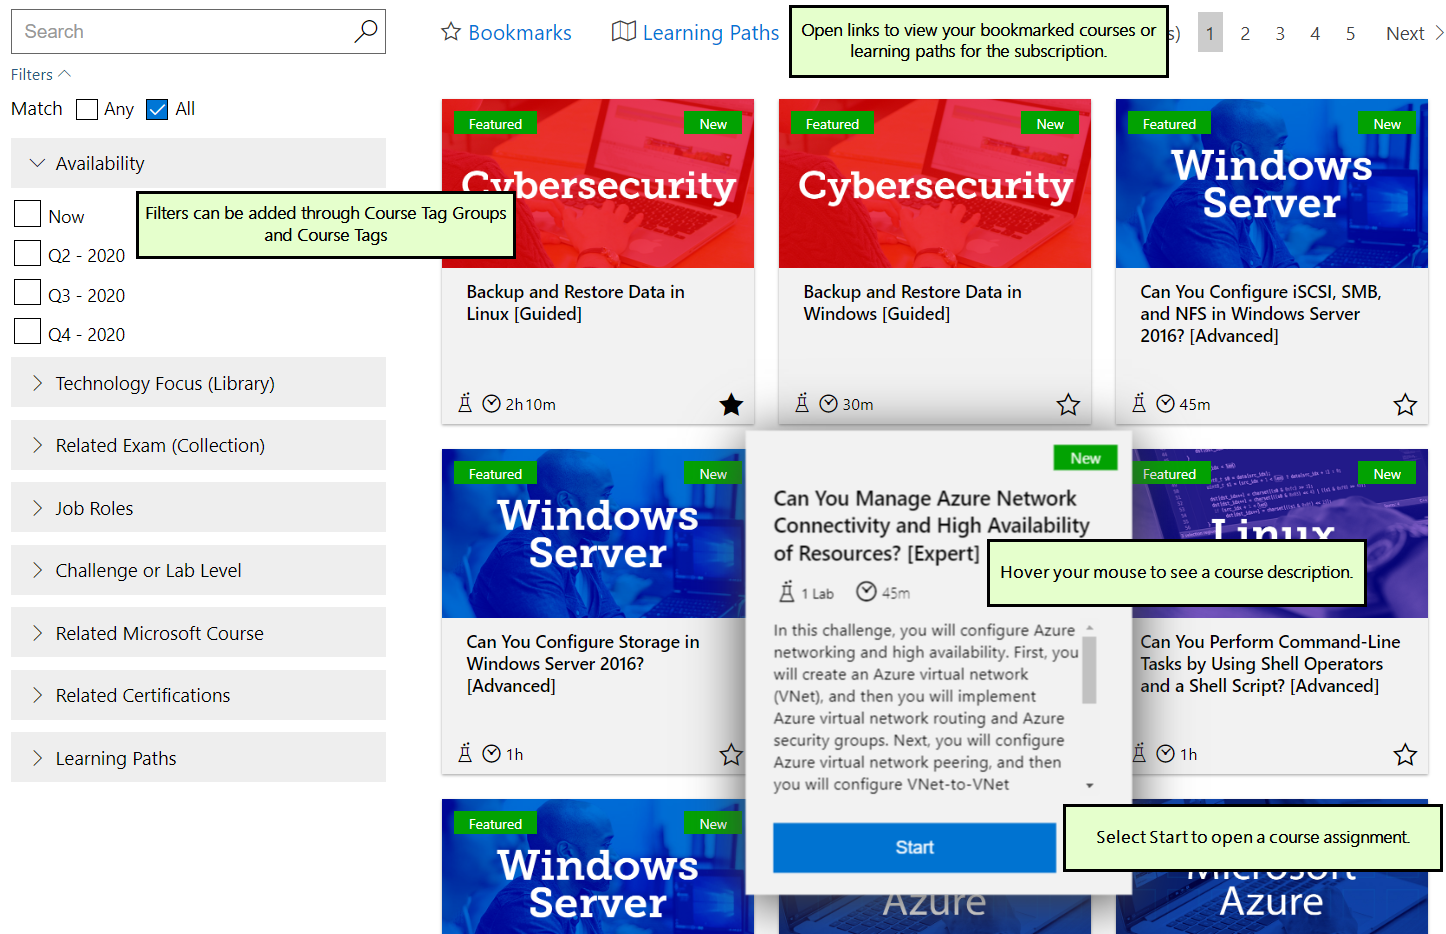 Search
Filters
Match Any All
Availability
Now
Q2 - 2020
Q3 - 2020
Q4 - 2020
Technology Focus (Library)
Related Exam (Collection)
Job Roles
Challenge or Lab Level
Related Microsoft Course
Related Certifications
Learning Paths
Filters can be added through Course Tag Groups
and Course Tags
Bookmarks
Learning Paths
Open links to view your bookmarked courses or
learning paths for the subscription.
s)
1 2 3 4 5 Next
Featured New
Cybersecurity
Backup and Restore Data in
Linux [Guided]
2h 10m
Featured New
Cybersecurity
Backup and Restore Data in
Windows [Guided]
30m
Featured New
Windows
Server
Can You Configure iSCSI, SMB,
and NFS in Windows Server
2016? [Advanced]
45m
Featured New
Windows
Server
Can You Configure Storage in
Windows Server 2016?
[Advanced]
1h
New
Can You Manage Azure Network
Connectivity and High Availability
of Resources? [Expert]
1 Lab 45m
In this challenge, you will configure Azure
networking and high availability. First, you
will create an Azure virtual network
(VNet), and then you will implement
Azure virtual network routing and Azure
security groups. Next, you will configure
Azure virtual network peering, and then
you will configure VNet-to-VNet
Start
Hover your mouse to see a course description.
Featured New
Linux
Can You Perform Command-Line
Tasks by Using Shell Operators
and a Shell Script? [Advanced]
1h
Select Start to open a course assignment.
Featured New
Windows
Server
Azure
Microsoft
Azure